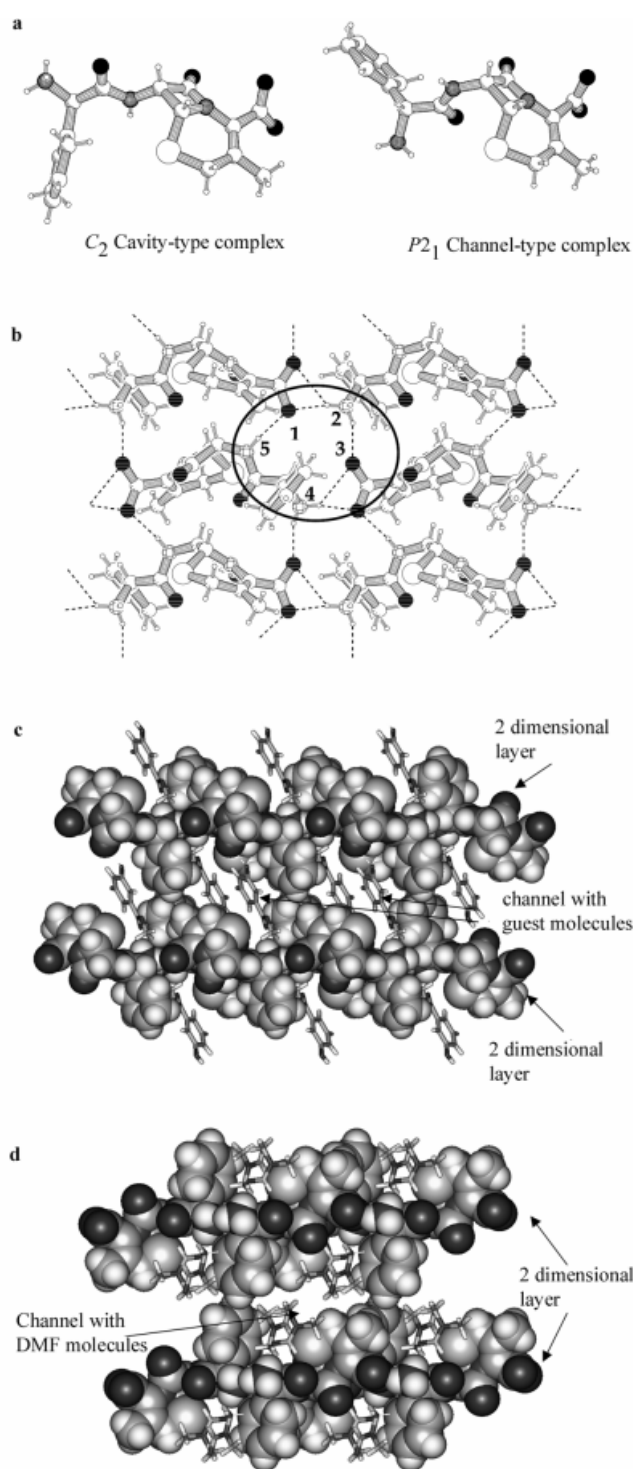 a
C2 Cavity-type complex
P21 Channel-type complex
b
1
2
5
3
4
c
2 dimensional
layer
channel with
guest molecules
2 dimensional
layer
d
2 dimensional
layer
Channel with
DMF molecules